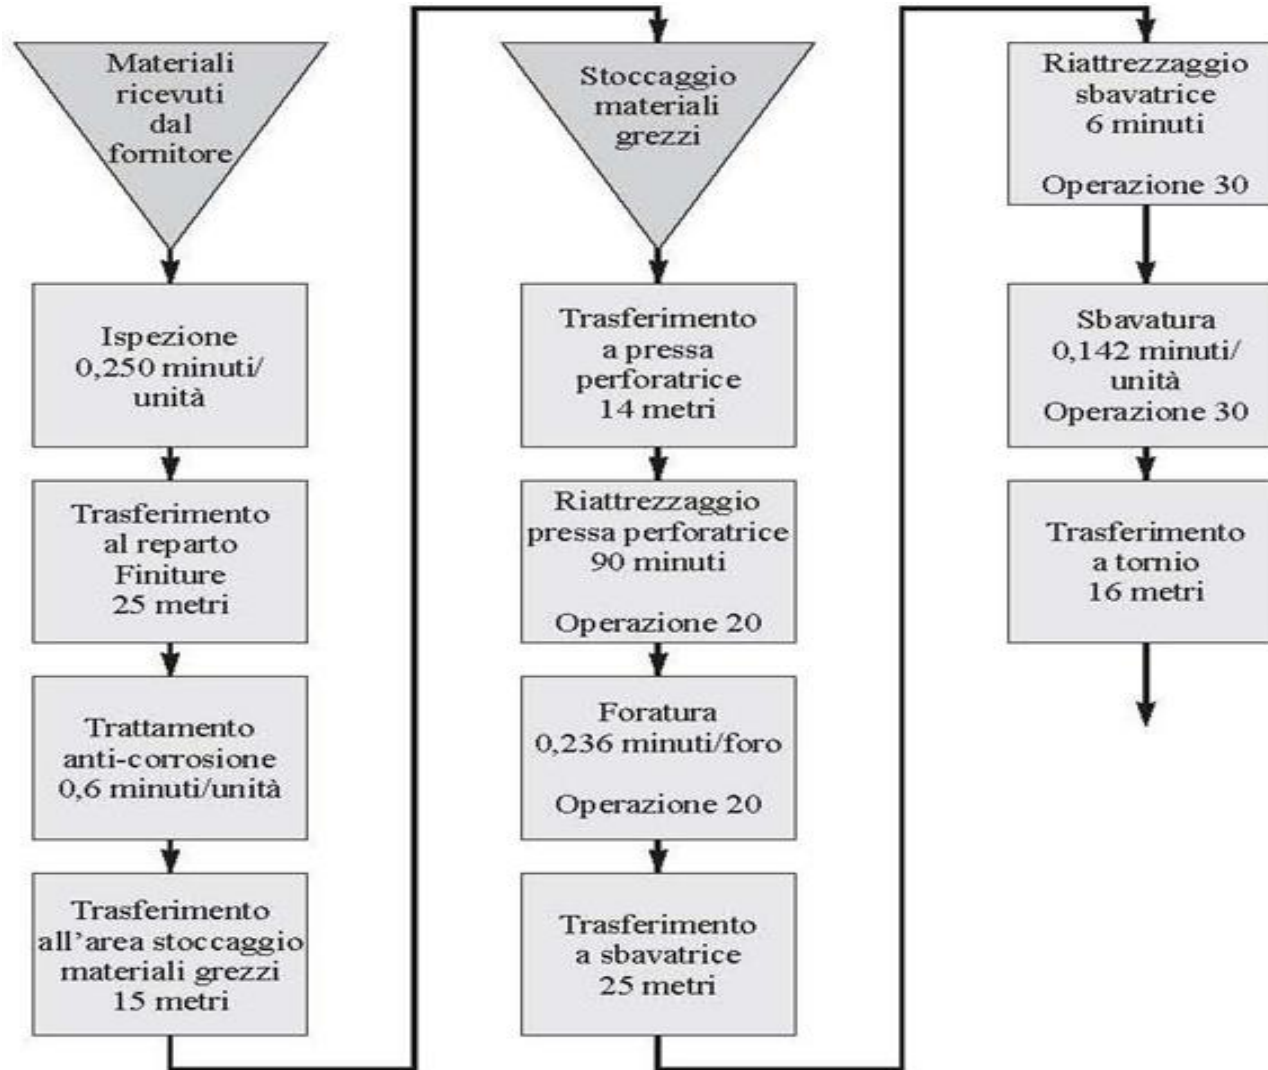 Materiali
ricevuti
dal
fornitore
Ispezione
0,250 minuti/
unità
Trasferimento
al reparto
Finiture
25 metri
Trattamento
anti-corrosione
0,6 minuti/unità
Trasferimento
all'area stoccaggio
materiali grezzi
15 metri
Stoccaggio
materiali
grezzi
Trasferimento
a pressa
perforatrice
14 metri
Riattrezzaggio
pressa perforatrice
90 minuti
Operazione 20
Foratura
0,236 minuti/foro
Operazione 20
Trasferimento
a sbavatrice
25 metri
Riattrezzaggio
sbavatrice
6 minuti
Operazione 30
Sbavatura
0,142 minuti/
unità
Operazione 30
Trasferimento
a tornio
16 metri